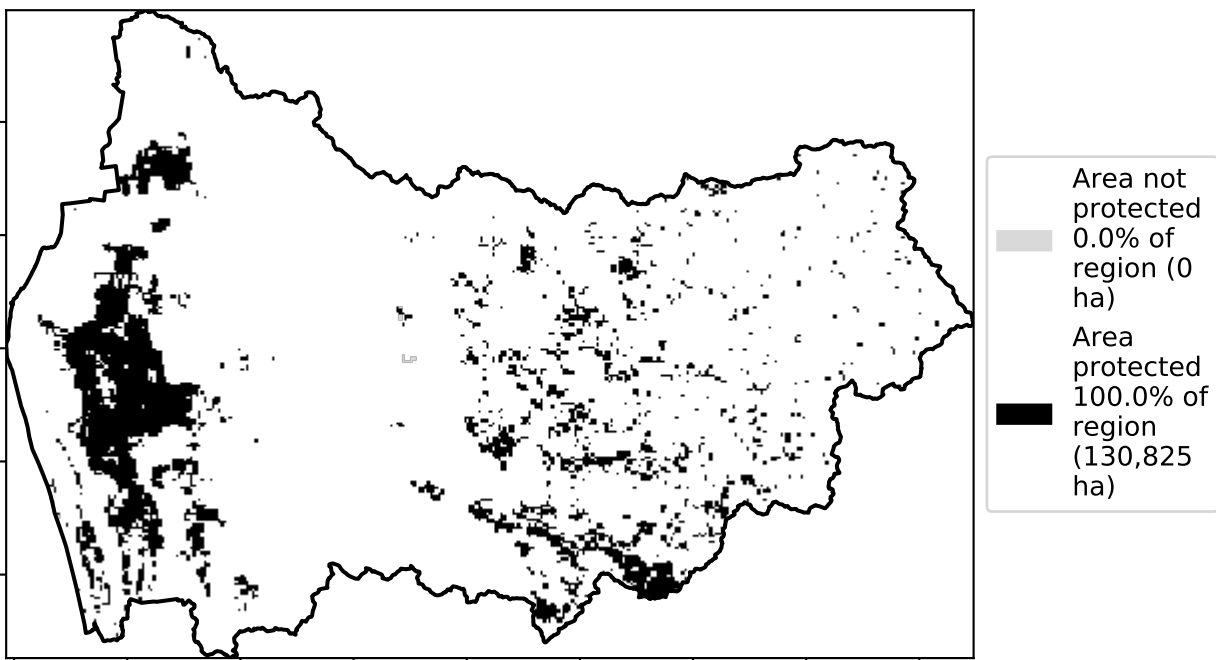 Area not
protected
0.0% of
region (0
ha)
Area
protected
100.0% of
region
(130,825
ha)